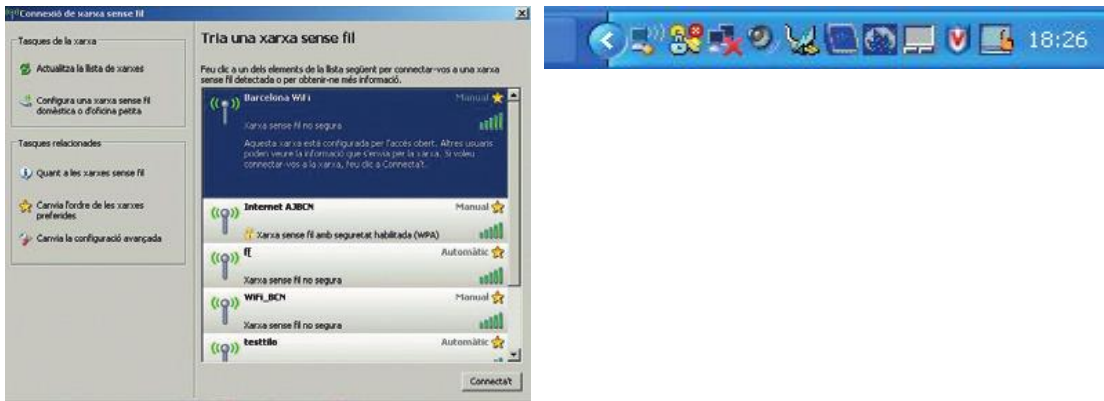 Connexió de xarxa sense fil
Tasques de la xarxa
Actualitza la llista de xarxes
Configura una xarxa sense fil
domèstica o d'oficina petita
Tasques relacionades
Quant a les xarxes sense fil
Canvia l'ordre de les xarxes
preferides
Canvia la configuració avançada
Tria una xarxa sense fil
Feu clic a un dels elements de la llista següent per connectar-vos a una xarxa
sense fil detectada o per obtenir-ne més informació.
Barcelona WiFi
Manual
Xarxa sense fil no segura
Aquesta xarxa està configurada per l'accés obert. Altres usuaris
poden veure la informació que s'envia per la xarxa. Si voleu
connectar-vos a la xarxa, feu clic a Connecta't.
Internet AJBCN
Manual
Xarxa sense fil amb seguretat habilitada (WPA)
Automàtic
Xarxa sense fil no segura
WiFi_BCN
Manual
Xarxa sense fil no segura
testtilo
Automàtic
Connecta't
18:26